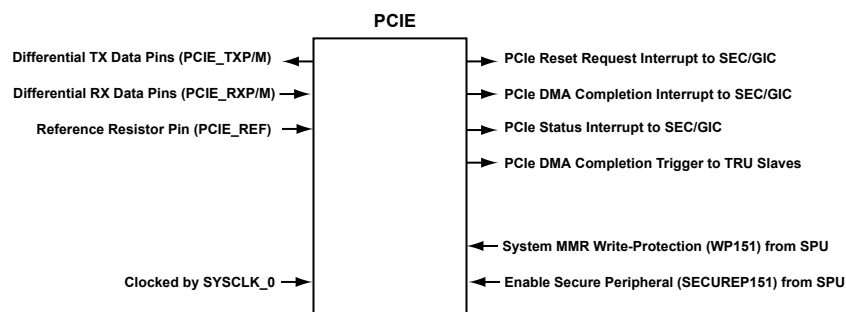 PCIE
Differential TX Data Pins (PCIE_TXP/M)
Differential RX Data Pins (PCIE_RXP/M)
Reference Resistor Pin (PCIE_REF)
Clocked by SYSCLK_0
PCIe Reset Request Interrupt to SEC/GIC
PCIe DMA Completion Interrupt to SEC/GIC
PCIe Status Interrupt to SEC/GIC
PCIe DMA Completion Trigger to TRU Slaves
System MMR Write-Protection (WP151) from SPU
Enable Secure Peripheral (SECUREP151) from SPU